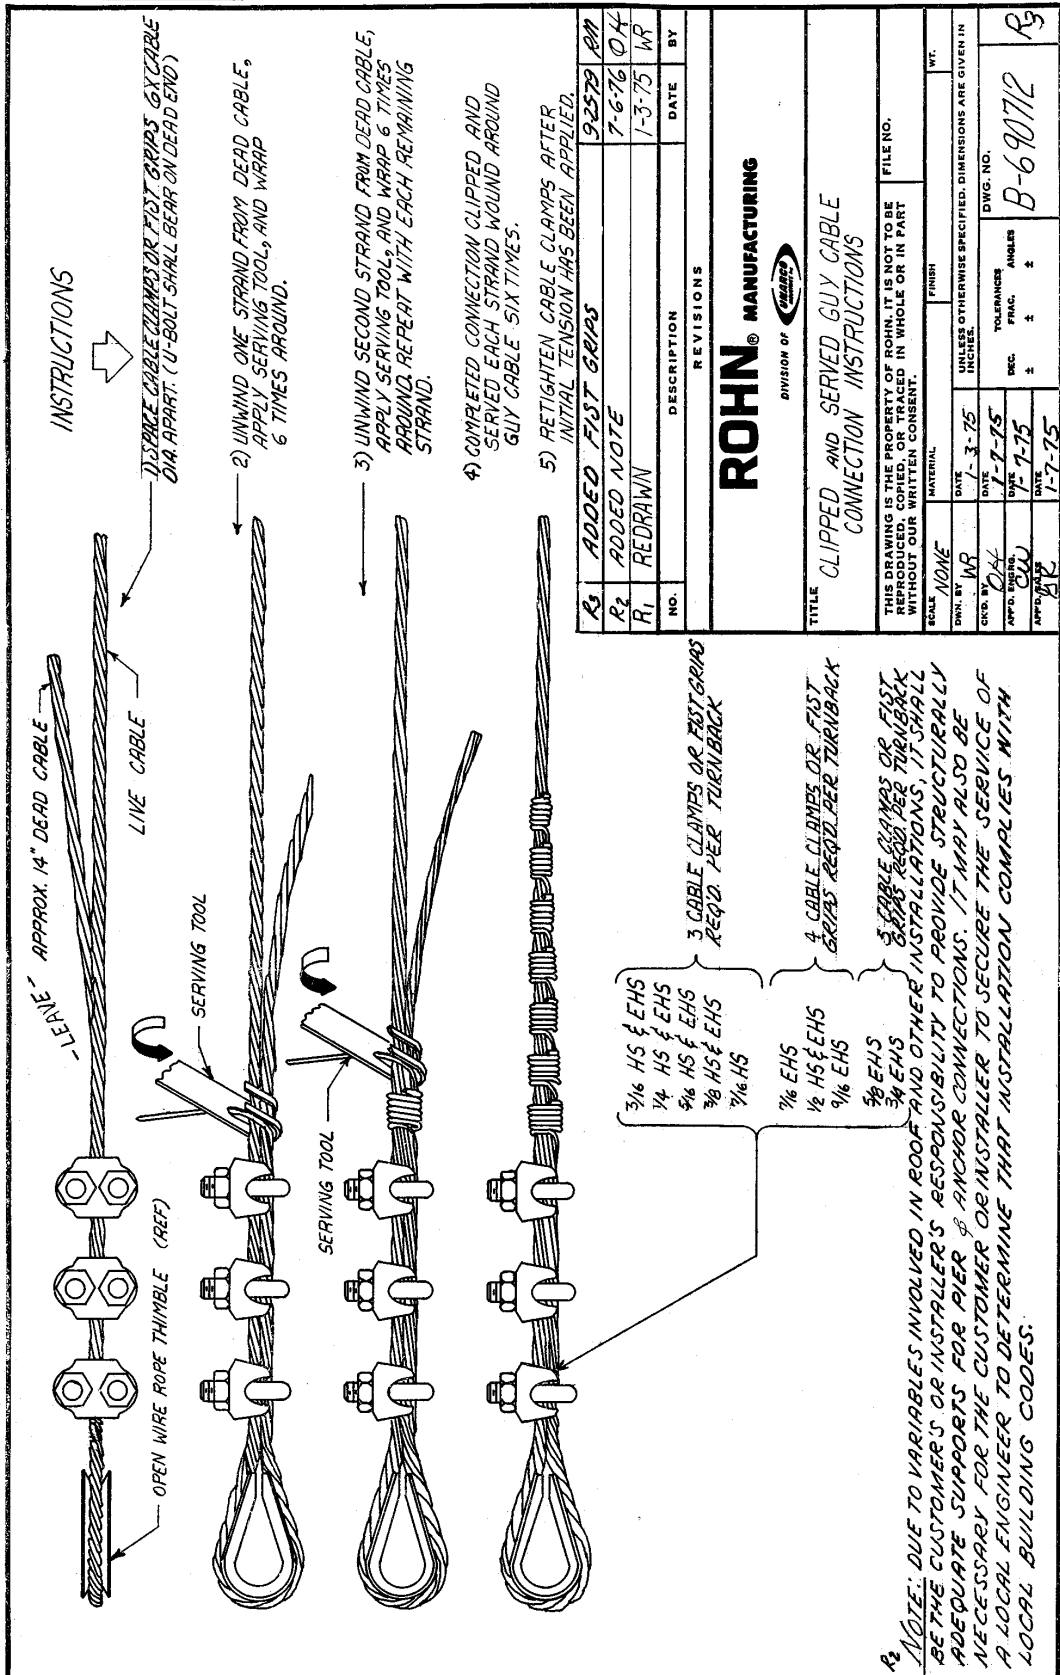 INSTRUCTIONS
1) SPACE CABLE CLAMPS OR FIST GRIPS 6 X CABLE
DIA. APART. (U-BOLT SHALL BEAR ON DEAD END)
2) UNWIND ONE STRAND FROM DEAD CABLE,
APPLY SERVING TOOL, AND WRAP
6 TIMES AROUND.
3) UNWIND SECOND STRAND FROM DEAD CABLE,
APPLY SERVING TOOL, AND WRAP 6 TIMES
AROUND, REPEAT WITH EACH REMAINING
STRAND.
4) COMPLETED CONNECTION CLIPPED AND
SERVED EACH STRAND WOUND AROUND
GUY CABLE SIX TIMES.
5) RETIGHTEN CABLE CLAMPS AFTER
INITIAL TENSION HAS BEEN APPLIED.
-LEAVE- APPROX. 14" DEAD CABLE
LIVE CABLE
OPEN WIRE ROPE THIMBLE (REF)
SERVING TOOL
SERVING TOOL
3/16 HS & EHS
1/4 HS & EHS
5/16 HS & EHS
3/8 HS & EHS
7/16 HS
3 CABLE CLAMPS OR FIST GRIPS
REQ'D. PER TURNBACK
7/16 EHS
1/2 HS & EHS
9/16 EHS
4 CABLE CLAMPS OR FIST
GRIPS REQD. PER TURNBACK
5/8 EHS
3/4 EHS
5 CABLE CLAMPS OR FIST
GRIPS REQD. PER TURNBACK
R2
NOTE: DUE TO VARIABLES INVOLVED IN ROOF AND OTHER INSTALLATIONS, IT SHALL
BE THE CUSTOMER'S OR INSTALLER'S RESPONSIBILITY TO PROVIDE STRUCTURALLY
ADEQUATE SUPPORTS FOR PIER & ANCHOR CONNECTIONS. IT MAY ALSO BE
NECESSARY FOR THE CUSTOMER OR INSTALLER TO SECURE THE SERVICE OF
A LOCAL ENGINEER TO DETERMINE THAT INSTALLATION COMPLIES WITH
LOCAL BUILDING CODES.
R3 ADDED FIST GRIPS 9-25-79 RM
R2 ADDED NOTE 7-6-76 OH
R1 REDRAWN 1-3-75 WR
NO. DESCRIPTION DATE BY
REVISIONS
ROHN® MANUFACTURING
DIVISION OF UNARCO
TITLE CLIPPED AND SERVED GUY CABLE
CONNECTION INSTRUCTIONS
THIS DRAWING IS THE PROPERTY OF ROHN. IT IS NOT TO BE
REPRODUCED, COPIED, OR TRACED IN WHOLE OR IN PART
WITHOUT OUR WRITTEN CONSENT.
FILE NO.
SCALE NONE MATERIAL FINISH WT.
DWN. BY WR DATE 1-3-75
CK'D. BY OH DATE 1-7-75
APP'D. ENGRG. CW DATE 1-7-75
APP'D. SALES DATE 1-7-75
UNLESS OTHERWISE SPECIFIED, DIMENSIONS ARE GIVEN IN
INCHES.
TOLERANCES
DEC. FRAC. ANGLES
± ± ±
DWG. NO.
B-690712 R3